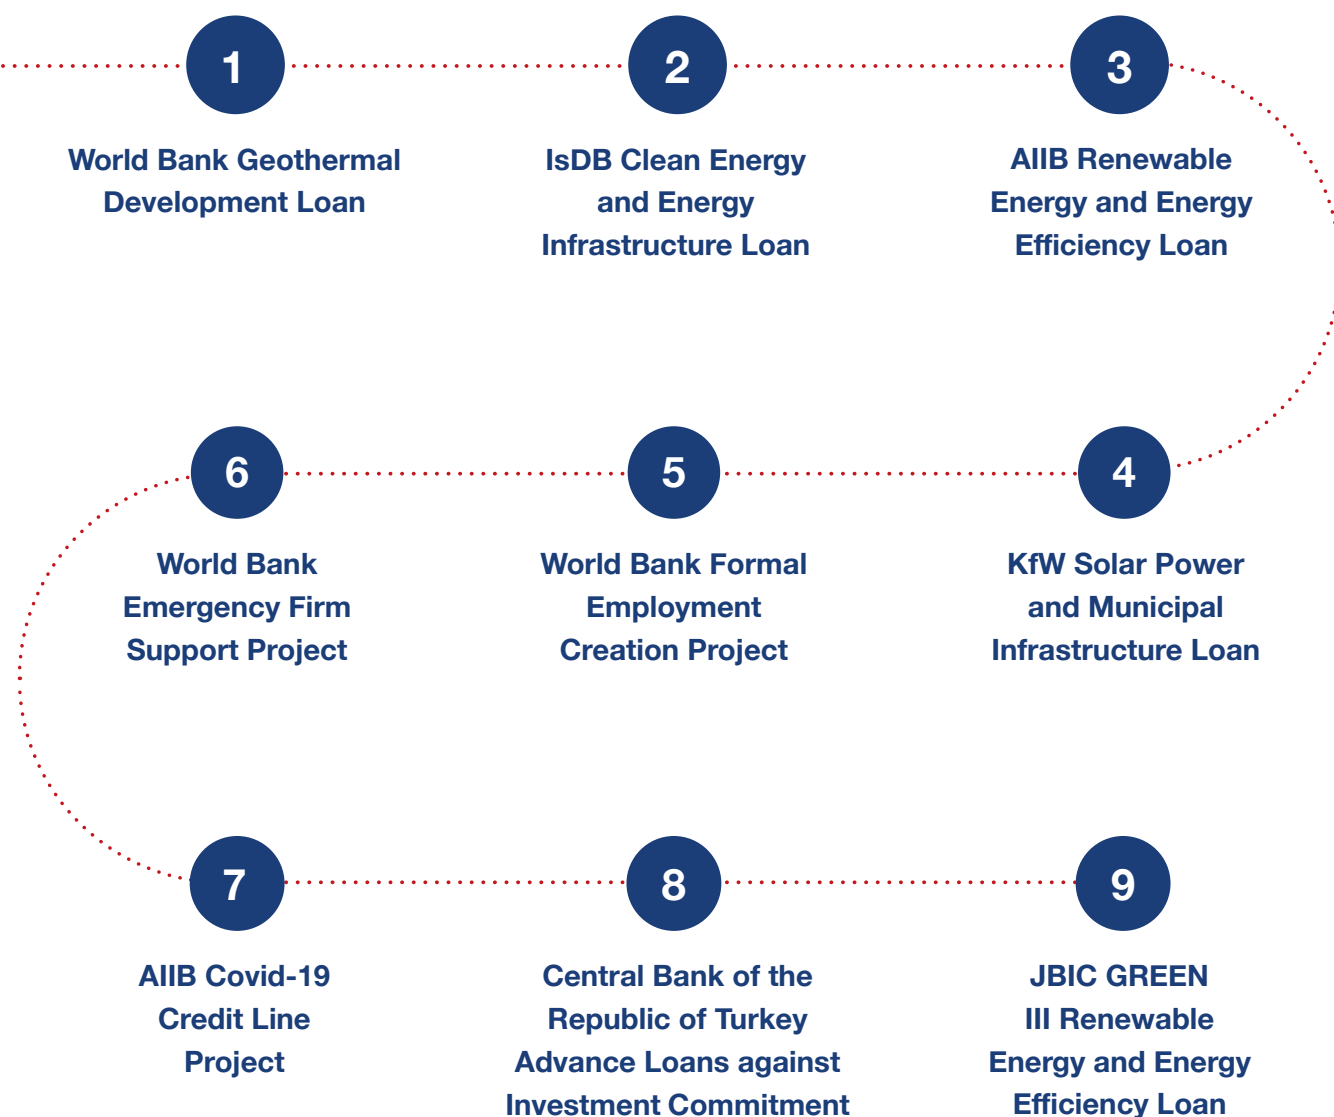 1
World Bank Geothermal
Development Loan
2
IsDB Clean Energy
and Energy
Infrastructure Loan
3
AIIB Renewable
Energy and Energy
Efficiency Loan
4
KfW Solar Power
and Municipal
Infrastructure Loan
5
World Bank Formal
Employment
Creation Project
6
World Bank
Emergency Firm
Support Project
7
AIIB Covid-19
Credit Line
Project
8
Central Bank of the
Republic of Turkey
Advance Loans against
Investment Commitment
9
JBIC GREEN
III Renewable
Energy and Energy
Efficiency Loan